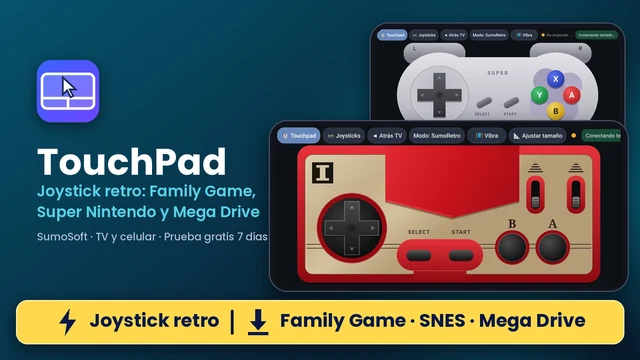 TouchPad
Joystick retro: Family Game,
Super Nintendo y Mega Drive
SumoSoft · TV y celular · Prueba gratis 7 días
Touchpad Joysticks ◄ Atrás TV Modo: SumoRetro Vibra No responde... Conectando teclado...
L R
SUPER
X
Y A
B
SELECT START
Touchpad Joysticks ◄ Atrás TV Modo: SumoRetro Vibra Ajustar tamaño Conectando te
I
B A
SELECT START
Joystick retro | Family Game · SNES · Mega Drive